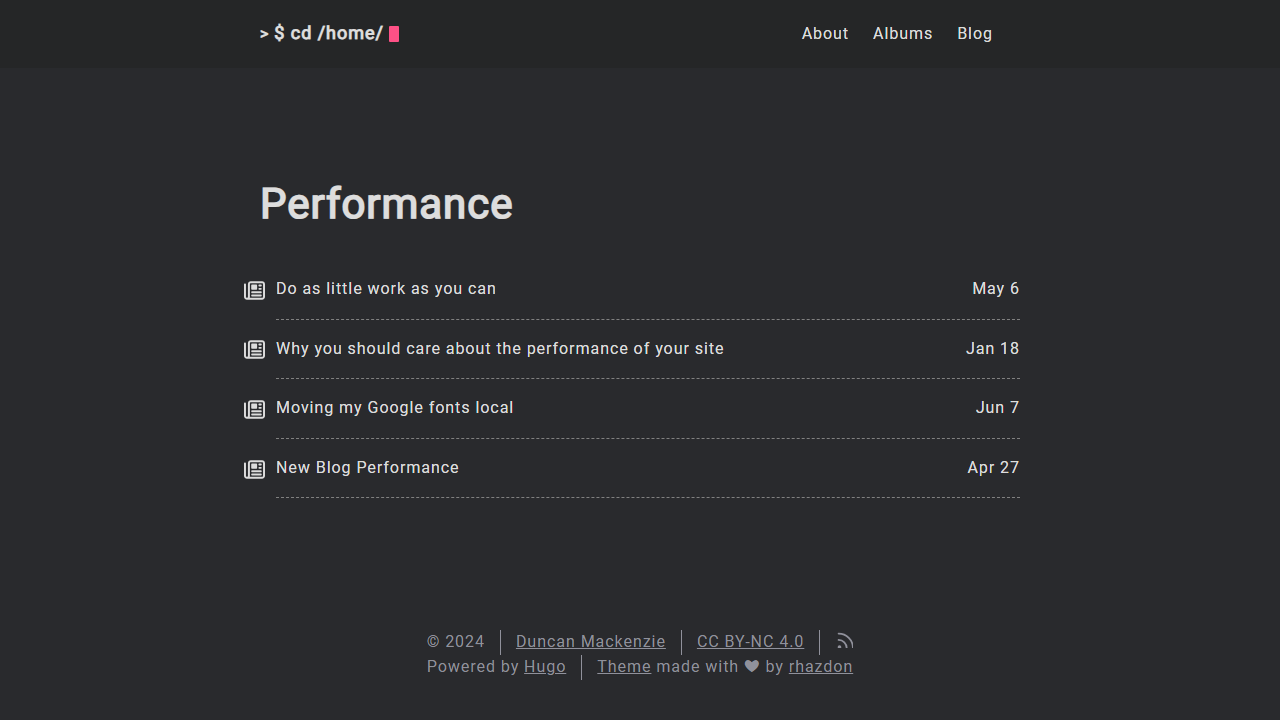 > $ cd /home/
About Albums Blog
Performance
Do as little work as you can May 6
Why you should care about the performance of your site Jan 18
Moving my Google fonts local Jun 7
New Blog Performance Apr 27
© 2024 Duncan Mackenzie CC BY-NC 4.0
Powered by Hugo Theme made with ♥ by rhazdon